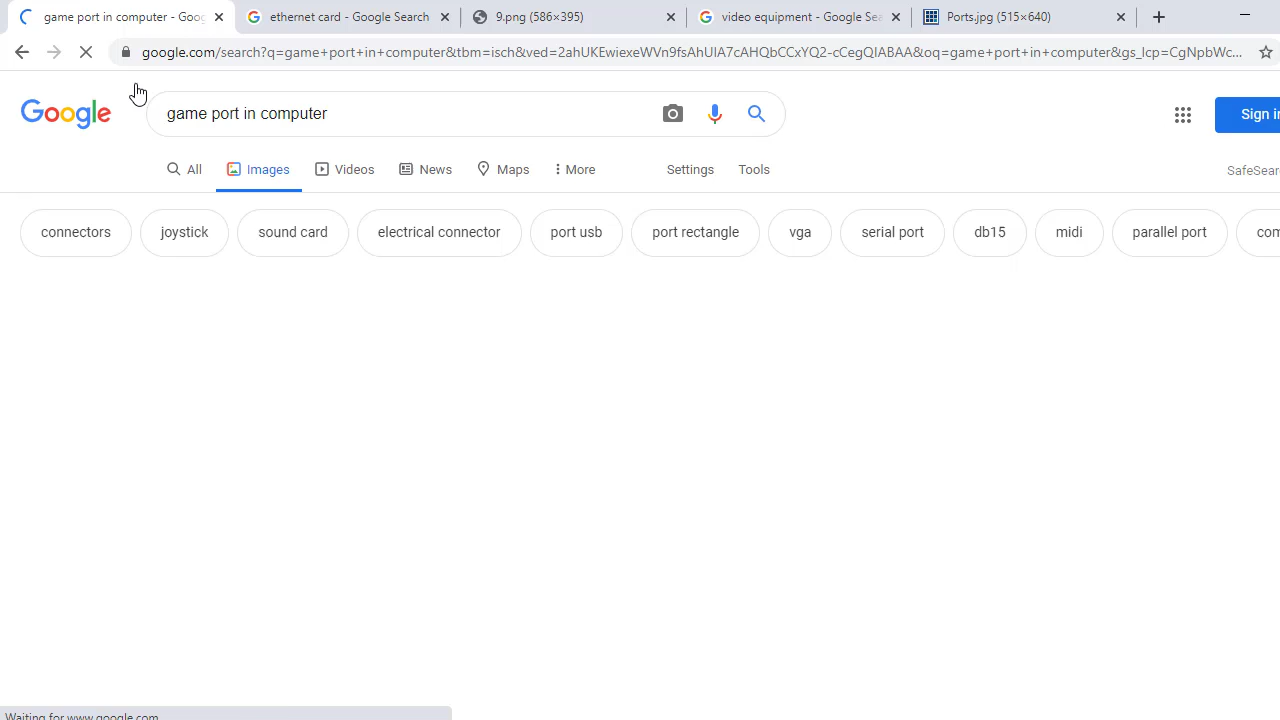 game port in computer - Goog
ethernet card - Google Search
9.png (586×395)
video equipment - Google Sea
Ports.jpg (515×640)
google.com/search?q=game+port+in+computer&tbm=isch&ved=2ahUKEwiexeWVn9fsAhUIA7cAHQbCCxYQ2-cCegQIABAA&oq=game+port+in+computer&gs_lcp=CgNpbWc...
Google
game port in computer
Sign in
All
Images
Videos
News
Maps
More
Settings
Tools
SafeSear
connectors
joystick
sound card
electrical connector
port usb
port rectangle
vga
serial port
db15
midi
parallel port
com
Waiting for www.google.com